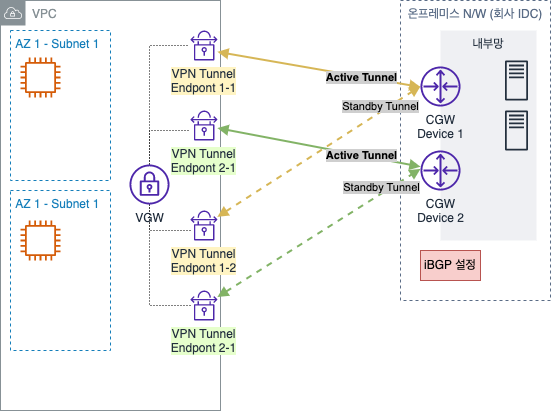 VPC
온프레미스 N/W (회사 IDC)
AZ 1 - Subnet 1
내부망
VPN Tunnel
Endpont 1-1
Active Tunnel
Standby Tunnel
CGW
Device 1
VPN Tunnel
Endpont 2-1
Active Tunnel
Standby Tunnel
CGW
Device 2
AZ 1 - Subnet 1
VGW
VPN Tunnel
Endpont 1-2
iBGP 설정
VPN Tunnel
Endpont 2-1